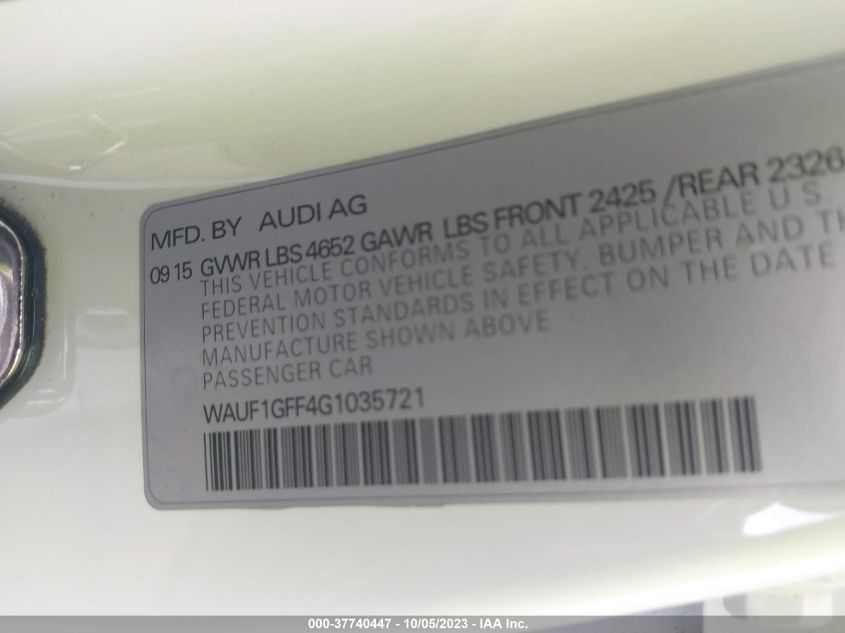 MFD. BY AUDI AG
09 15 GVWR LBS 4652 GAWR LBS FRONT 2425 /REAR 2326
THIS VEHICLE CONFORMS TO ALL APPLICABLE U.S.
FEDERAL MOTOR VEHICLE SAFETY, BUMPER AND TH
PREVENTION STANDARDS IN EFFECT ON THE DATE
MANUFACTURE SHOWN ABOVE
PASSENGER CAR
WAUF1GFF4G1035721
000-37740447 - 10/05/2023 - IAA Inc.